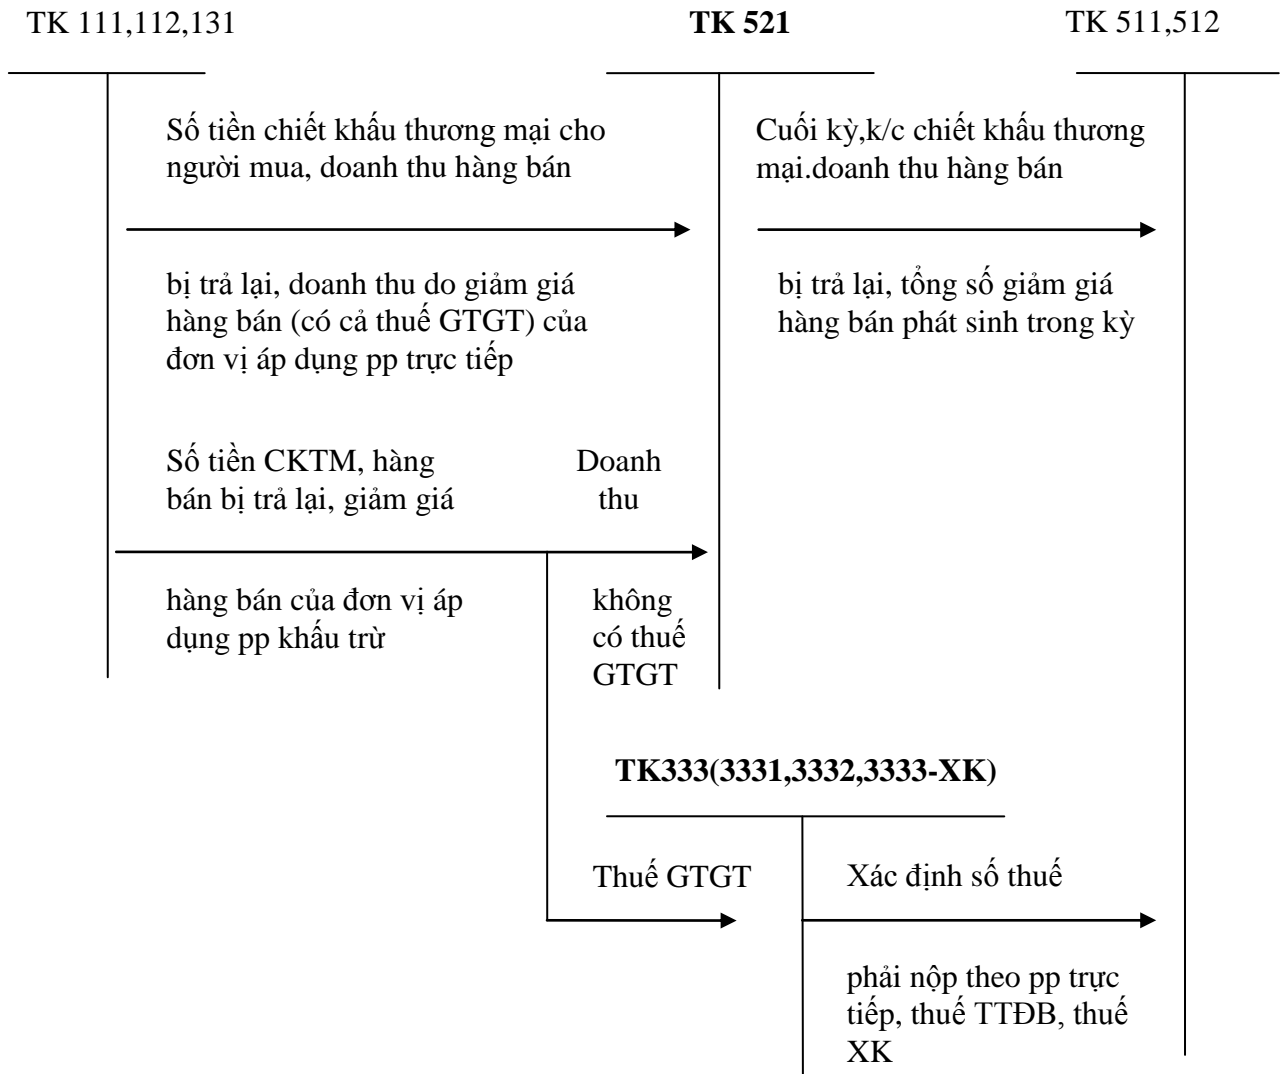 TK 111,112,131
TK 521
TK 511,512
Số tiền chiết khấu thương mại cho
người mua, doanh thu hàng bán
Cuối kỳ,k/c chiết khấu thương
mại.doanh thu hàng bán
bị trả lại, doanh thu do giảm giá
hàng bán (có cả thuế GTGT) của
đơn vị áp dụng pp trực tiếp
bị trả lại, tổng số giảm giá
hàng bán phát sinh trong kỳ
Số tiền CKTM, hàng
bán bị trả lại, giảm giá
Doanh
thu
hàng bán của đơn vị áp
dụng pp khấu trừ
không
có thuế
GTGT
TK333(3331,3332,3333-XK)
Thuế GTGT
Xác định số thuế
phải nộp theo pp trực
tiếp, thuế TTĐB, thuế
XK